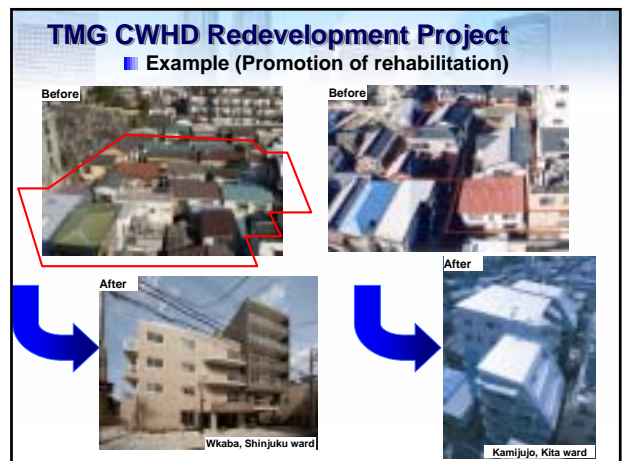 TMG CWHD Redevelopment Project
Example (Promotion of rehabilitation)
Before
Before
After
After
Wkaba, Shinjuku ward
Kamijujo, Kita ward